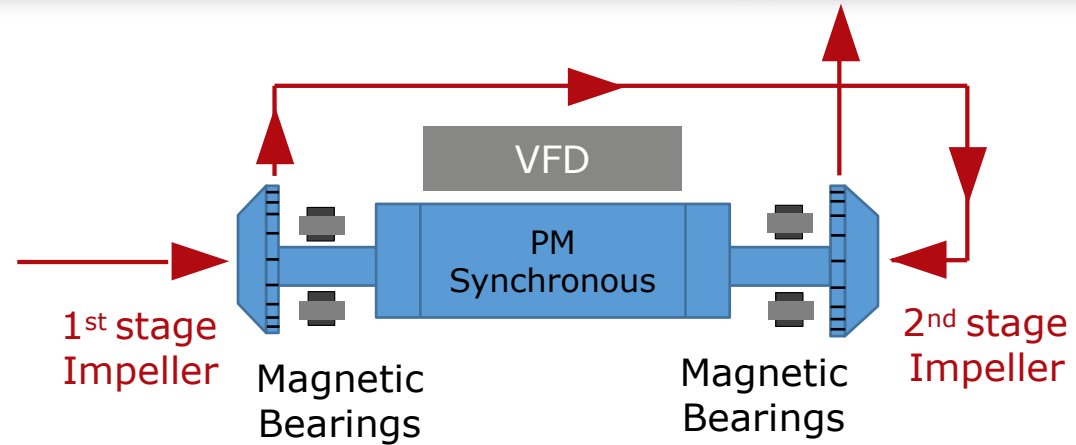 VFD
PM
Synchronous
1st stage
Impeller
Magnetic
Bearings
Magnetic
Bearings
2nd stage
Impeller